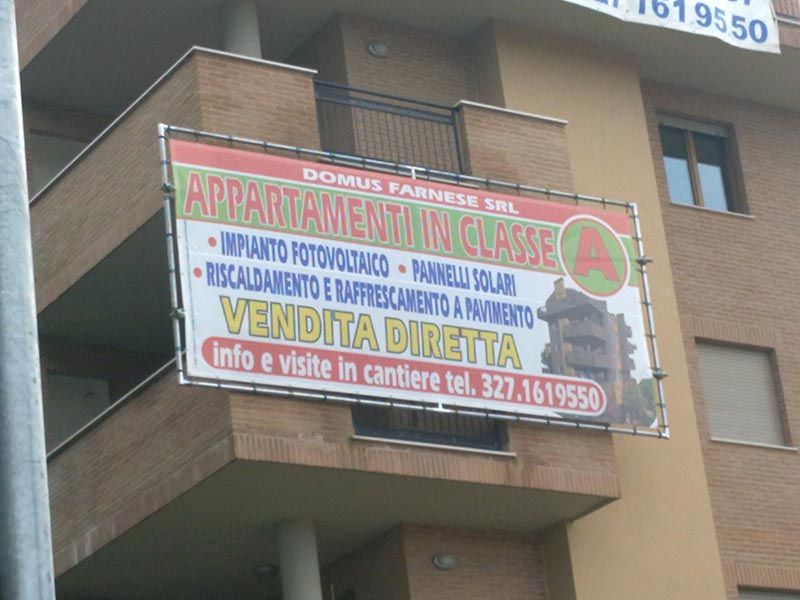 1619550
DOMUS FARNESE SRL
APPARTAMENTI IN CLASSE A
• IMPIANTO FOTOVOLTAICO • PANNELLI SOLARI
• RISCALDAMENTO E RAFFRESCAMENTO A PAVIMENTO
VENDITA DIRETTA
info e visite in cantiere tel. 327.1619550